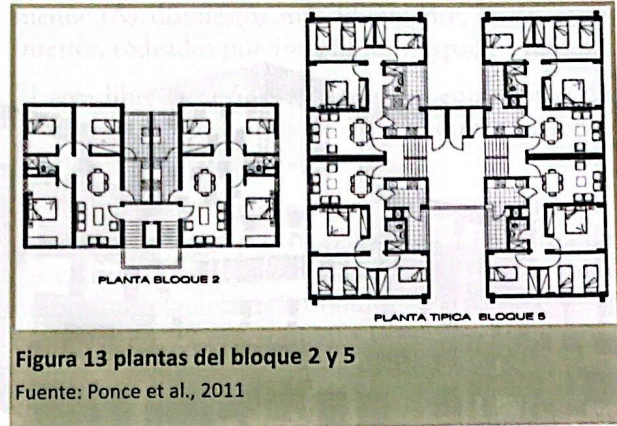 PLANTA BLOQUE 2
PLANTA TIPICA BLOQUE 5
Figura 13 plantas del bloque 2 y 5
Fuente: Ponce et al., 2011